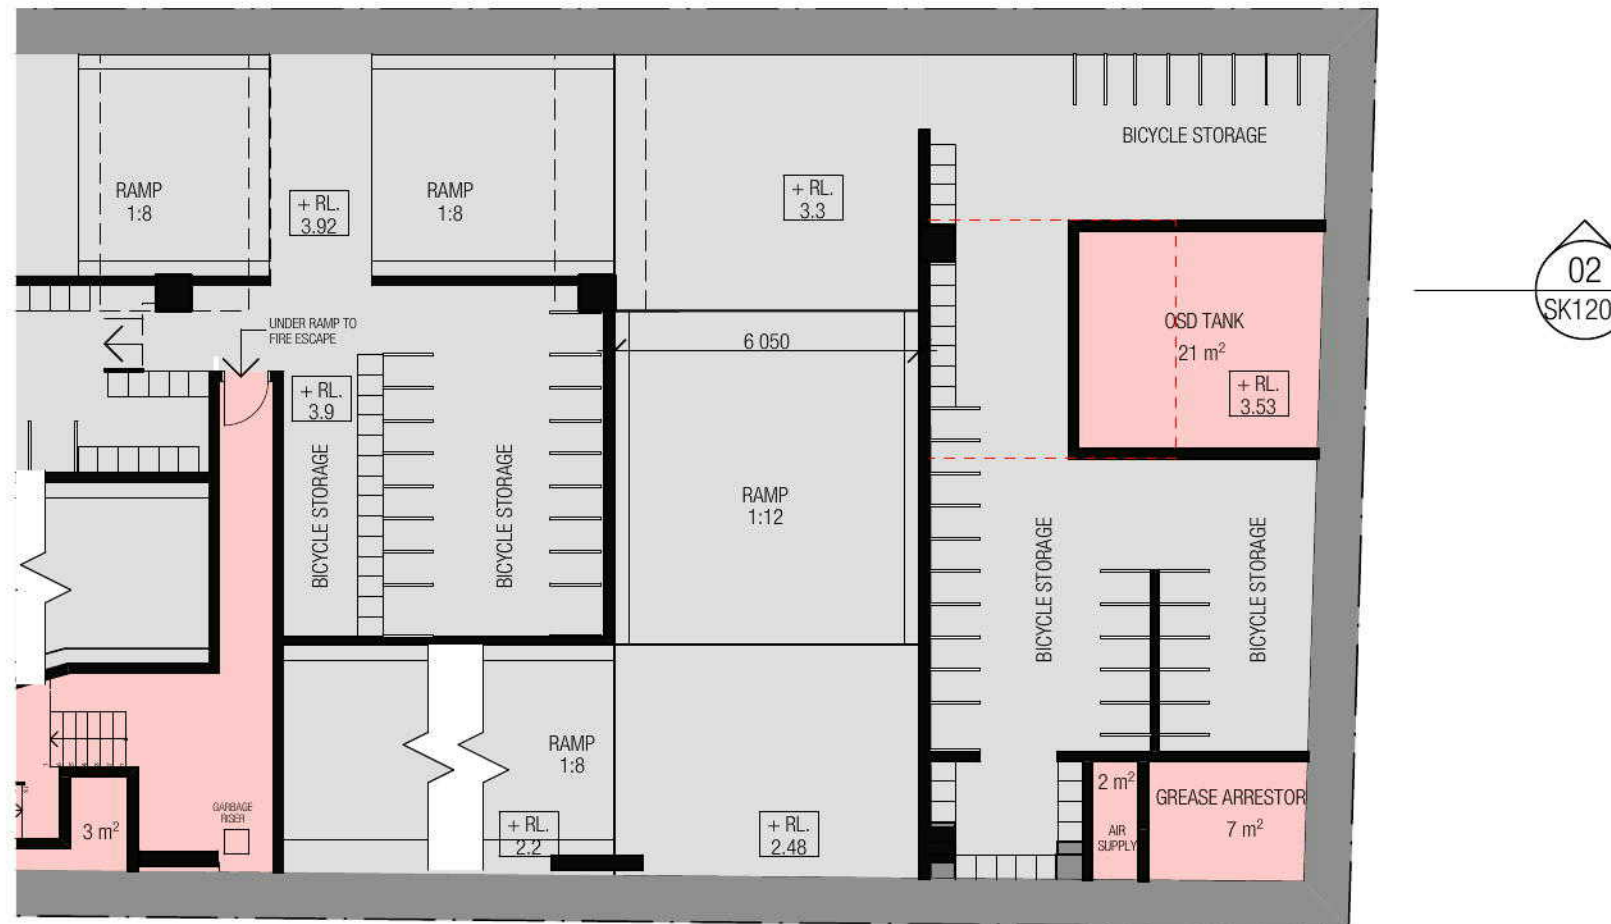 BICYCLE STORAGE
RAMP
1:8
+ RL.
3.92
RAMP
1:8
+ RL.
3.3
02
SK120
UNDER RAMP TO
FIRE ESCAPE
6 050
OSD TANK
21 m²
+ RL.
3.53
+ RL.
3.9
BICYCLE STORAGE
BICYCLE STORAGE
RAMP
1:12
BICYCLE STORAGE
BICYCLE STORAGE
RAMP
1:8
GARBAGE
RISER
3 m²
+ RL.
2.2
+ RL.
2.48
2 m²
AIR
SUPPLY
GREASE ARRESTOR
7 m²